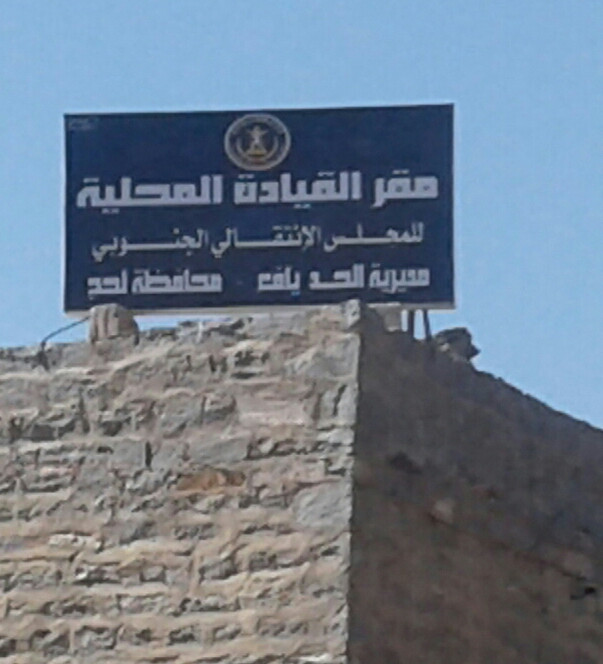 مقر القيادة المحلية
للمجلس الإنتقالي الجنوبي
مديرية الحد يافع - محافظة لحج